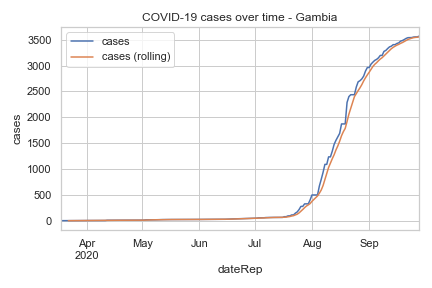 COVID-19 cases over time - Gambia
cases
cases (rolling)
3500
3000
2500
2000
1500
1000
500
0
cases
Apr
2020
May
Jun
Jul
Aug
Sep
dateRep